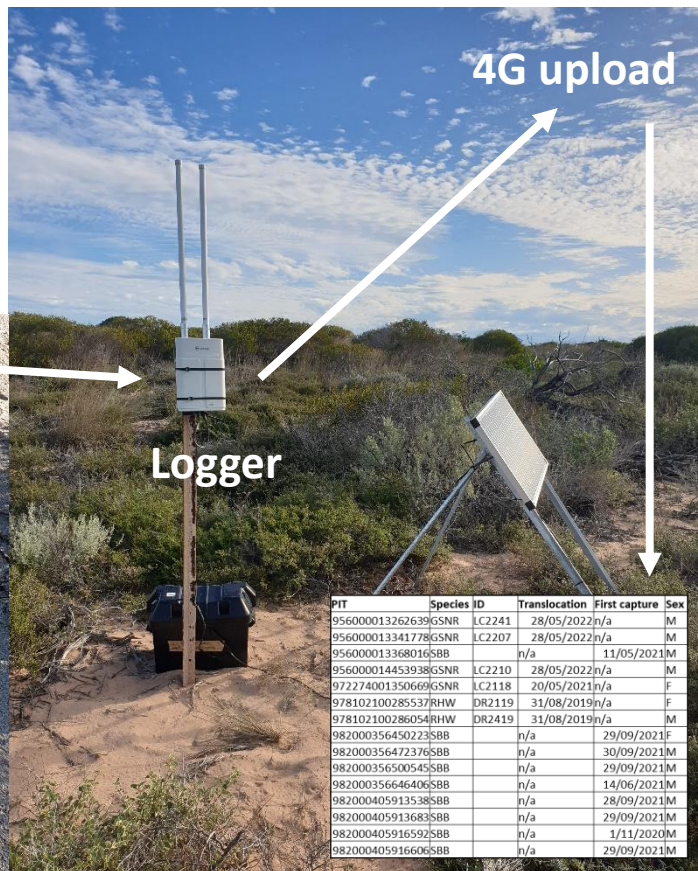 4G upload
Logger
PIT Species ID Translocation First capture Sex
956000013262639 GSNR LC2241 28/05/2022 n/a M
956000013341778 GSNR LC2207 28/05/2022 n/a M
956000013368016 SBB n/a 11/05/2021 M
956000014453938 GSNR LC2210 28/05/2022 n/a M
972274001350669 GSNR LC2118 20/05/2021 n/a F
978102100285537 RHW DR2119 31/08/2019 n/a F
978102100286054 RHW DR2419 31/08/2019 n/a M
982000356450223 SBB n/a 29/09/2021 F
982000356472376 SBB n/a 30/09/2021 M
982000356500545 SBB n/a 29/09/2021 M
982000356646406 SBB n/a 14/06/2021 M
982000405913538 SBB n/a 28/09/2021 M
982000405913683 SBB n/a 29/09/2021 M
982000405916592 SBB n/a 1/11/2020 M
982000405916606 SBB n/a 29/09/2021 M